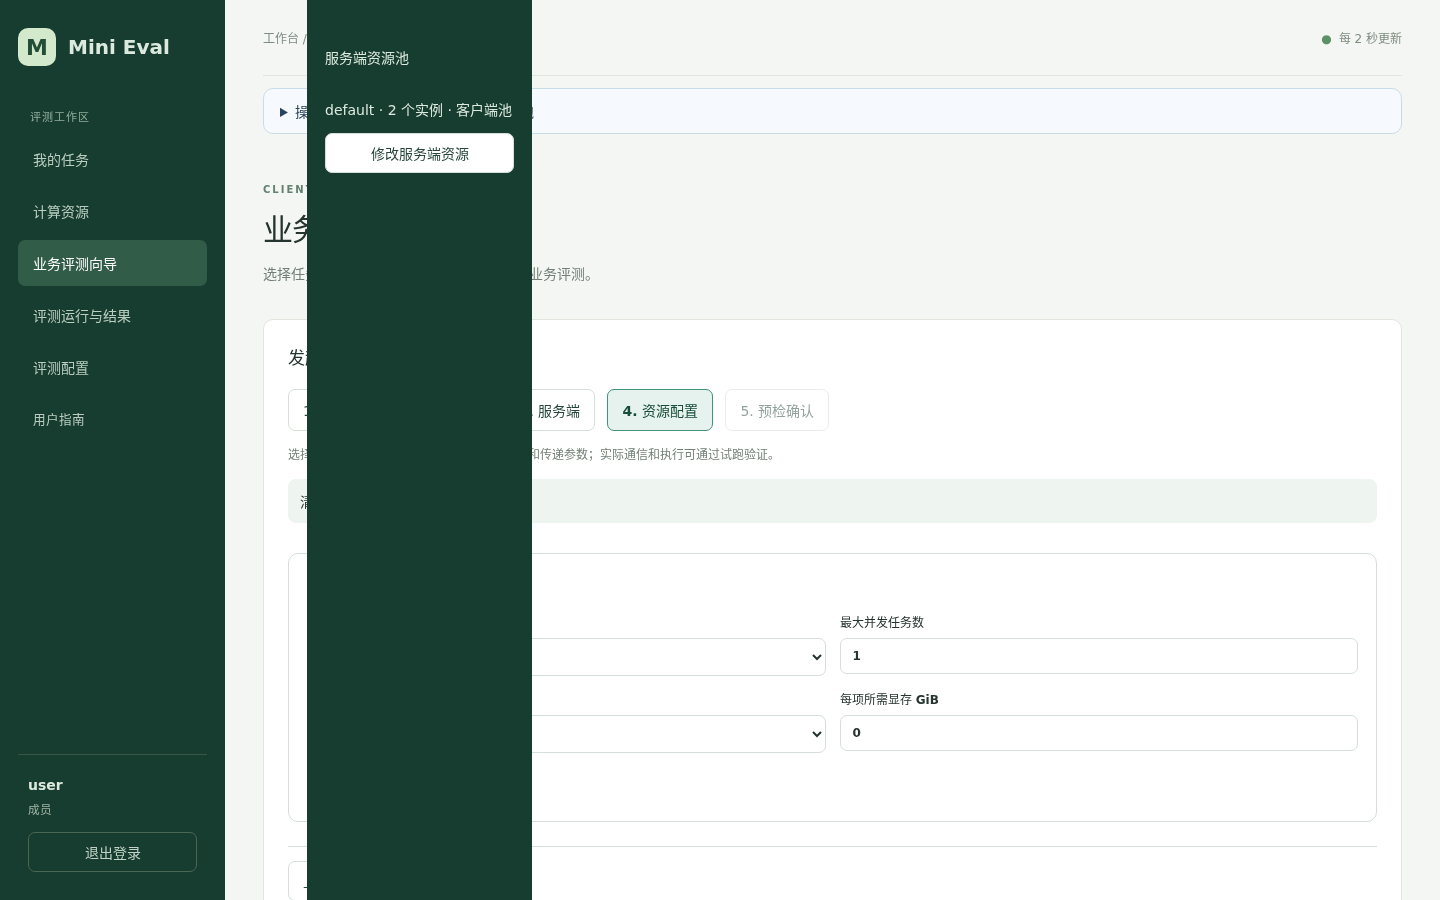 M Mini Eval
评测工作区
我的任务
计算资源
业务评测向导
评测运行与结果
评测配置
用户指南
user
成员
退出登录
服务端资源池
default · 2 个实例 · 客户端池
修改服务端资源
工作台 /
每 2 秒更新
CLIENT
业务
选择任
业务评测。
服务端
4. 资源配置
5. 预检确认
选择
和传递参数；实际通信和执行可通过试跑验证。
最大并发任务数
1
每项所需显存 GiB
0